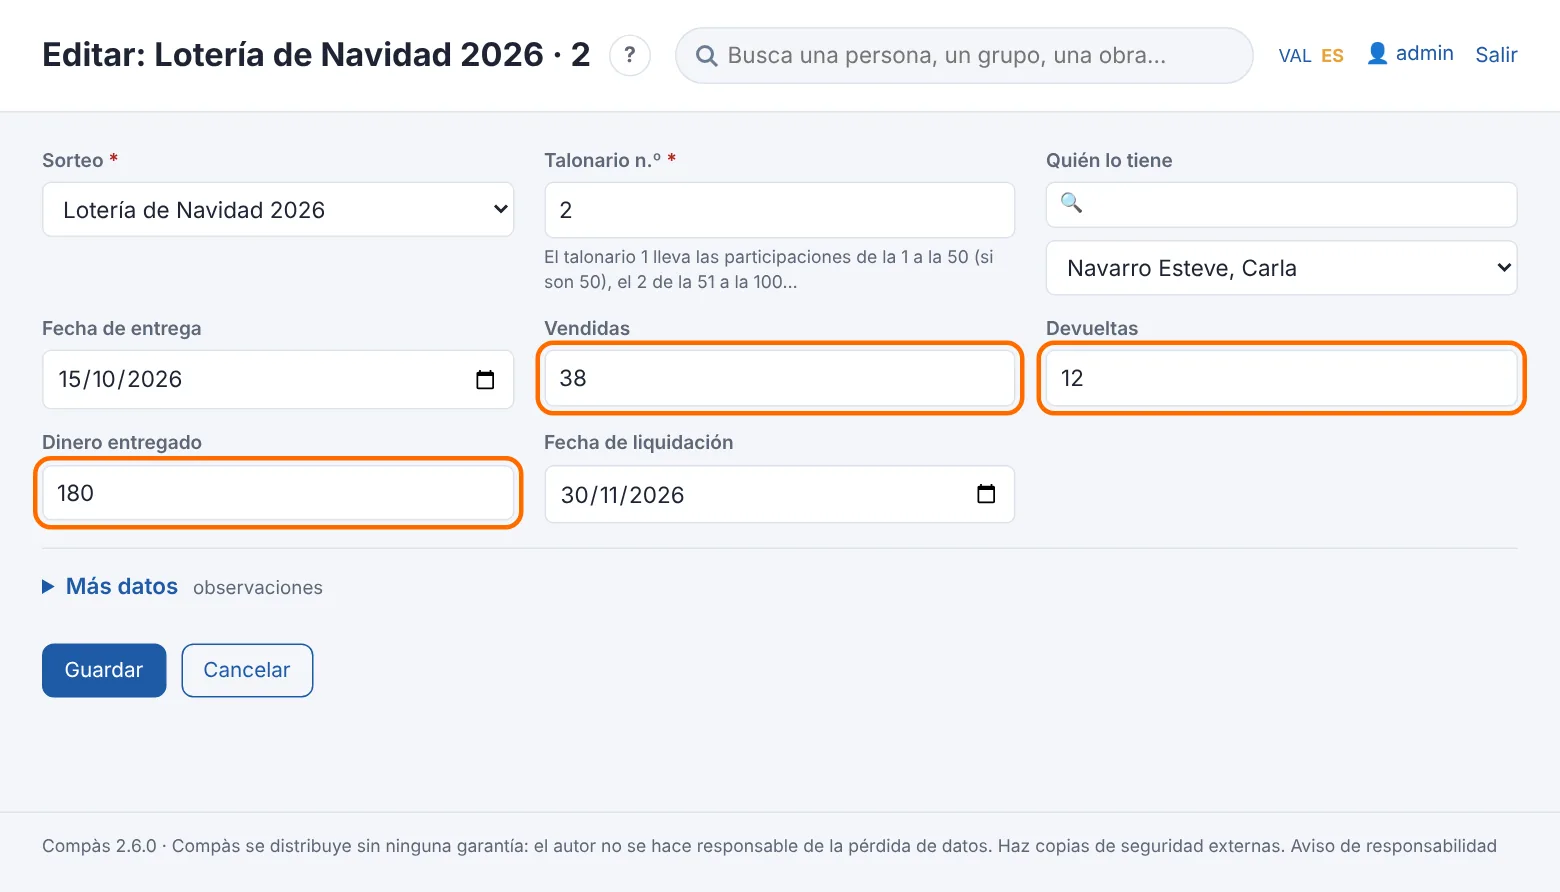 Editar: Lotería de Navidad 2026 · 2
?
Busca una persona, un grupo, una obra...
VAL ES
admin
Salir
Sorteo *
Talonario n.º *
Quién lo tiene
Lotería de Navidad 2026
2
El talonario 1 lleva las participaciones de la 1 a la 50 (si
son 50), el 2 de la 51 a la 100...
Navarro Esteve, Carla
Fecha de entrega
Vendidas
Devueltas
15/10/2026
38
12
Dinero entregado
Fecha de liquidación
180
30/11/2026
Más datos observaciones
Guardar
Cancelar
Compàs 2.6.0 · Compàs se distribuye sin ninguna garantía: el autor no se hace responsable de la pérdida de datos. Haz copias de seguridad externas. Aviso de responsabilidad